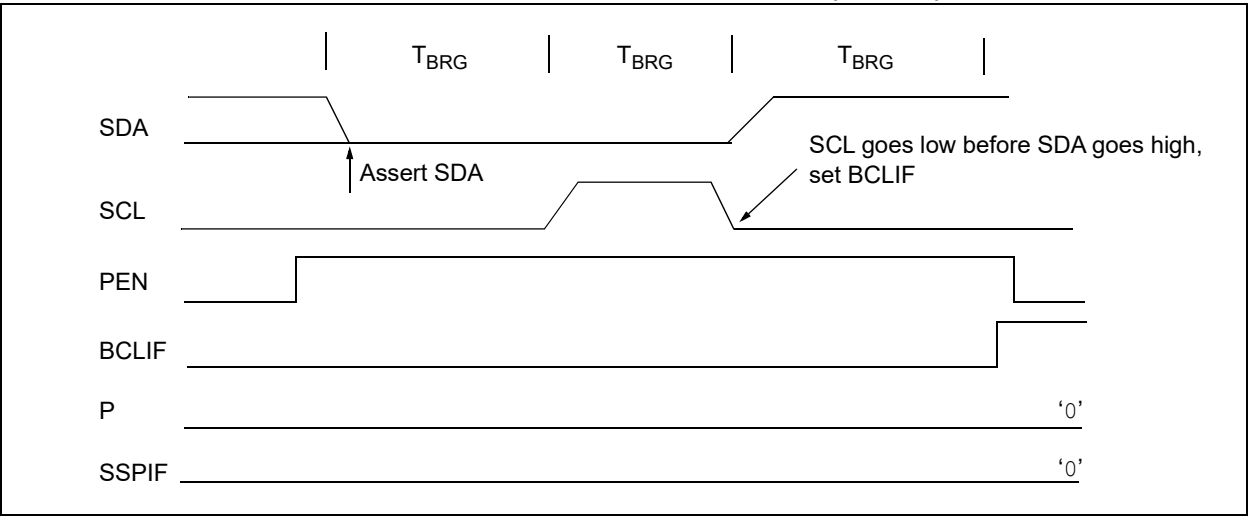 TBRG TBRG TBRG
SDA
SCL goes low before SDA goes high,
set BCLIF
Assert SDA
SCL
PEN
BCLIF
P ‘0’
SSPIF ‘0’